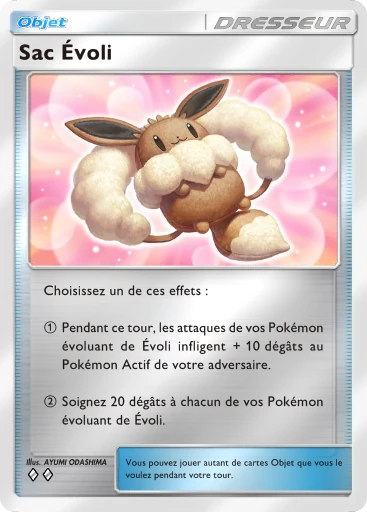 Objet
DRESSEUR
Sac Évoli
Choisissez un de ces effets :
① Pendant ce tour, les attaques de vos Pokémon
évoluant de Évoli infligent + 10 dégâts au
Pokémon Actif de votre adversaire.
② Soignez 20 dégâts à chacun de vos Pokémon
évoluant de Évoli.
Illus. AYUMI ODASHIMA
Vous pouvez jouer autant de cartes Objet que vous le
voulez pendant votre tour.